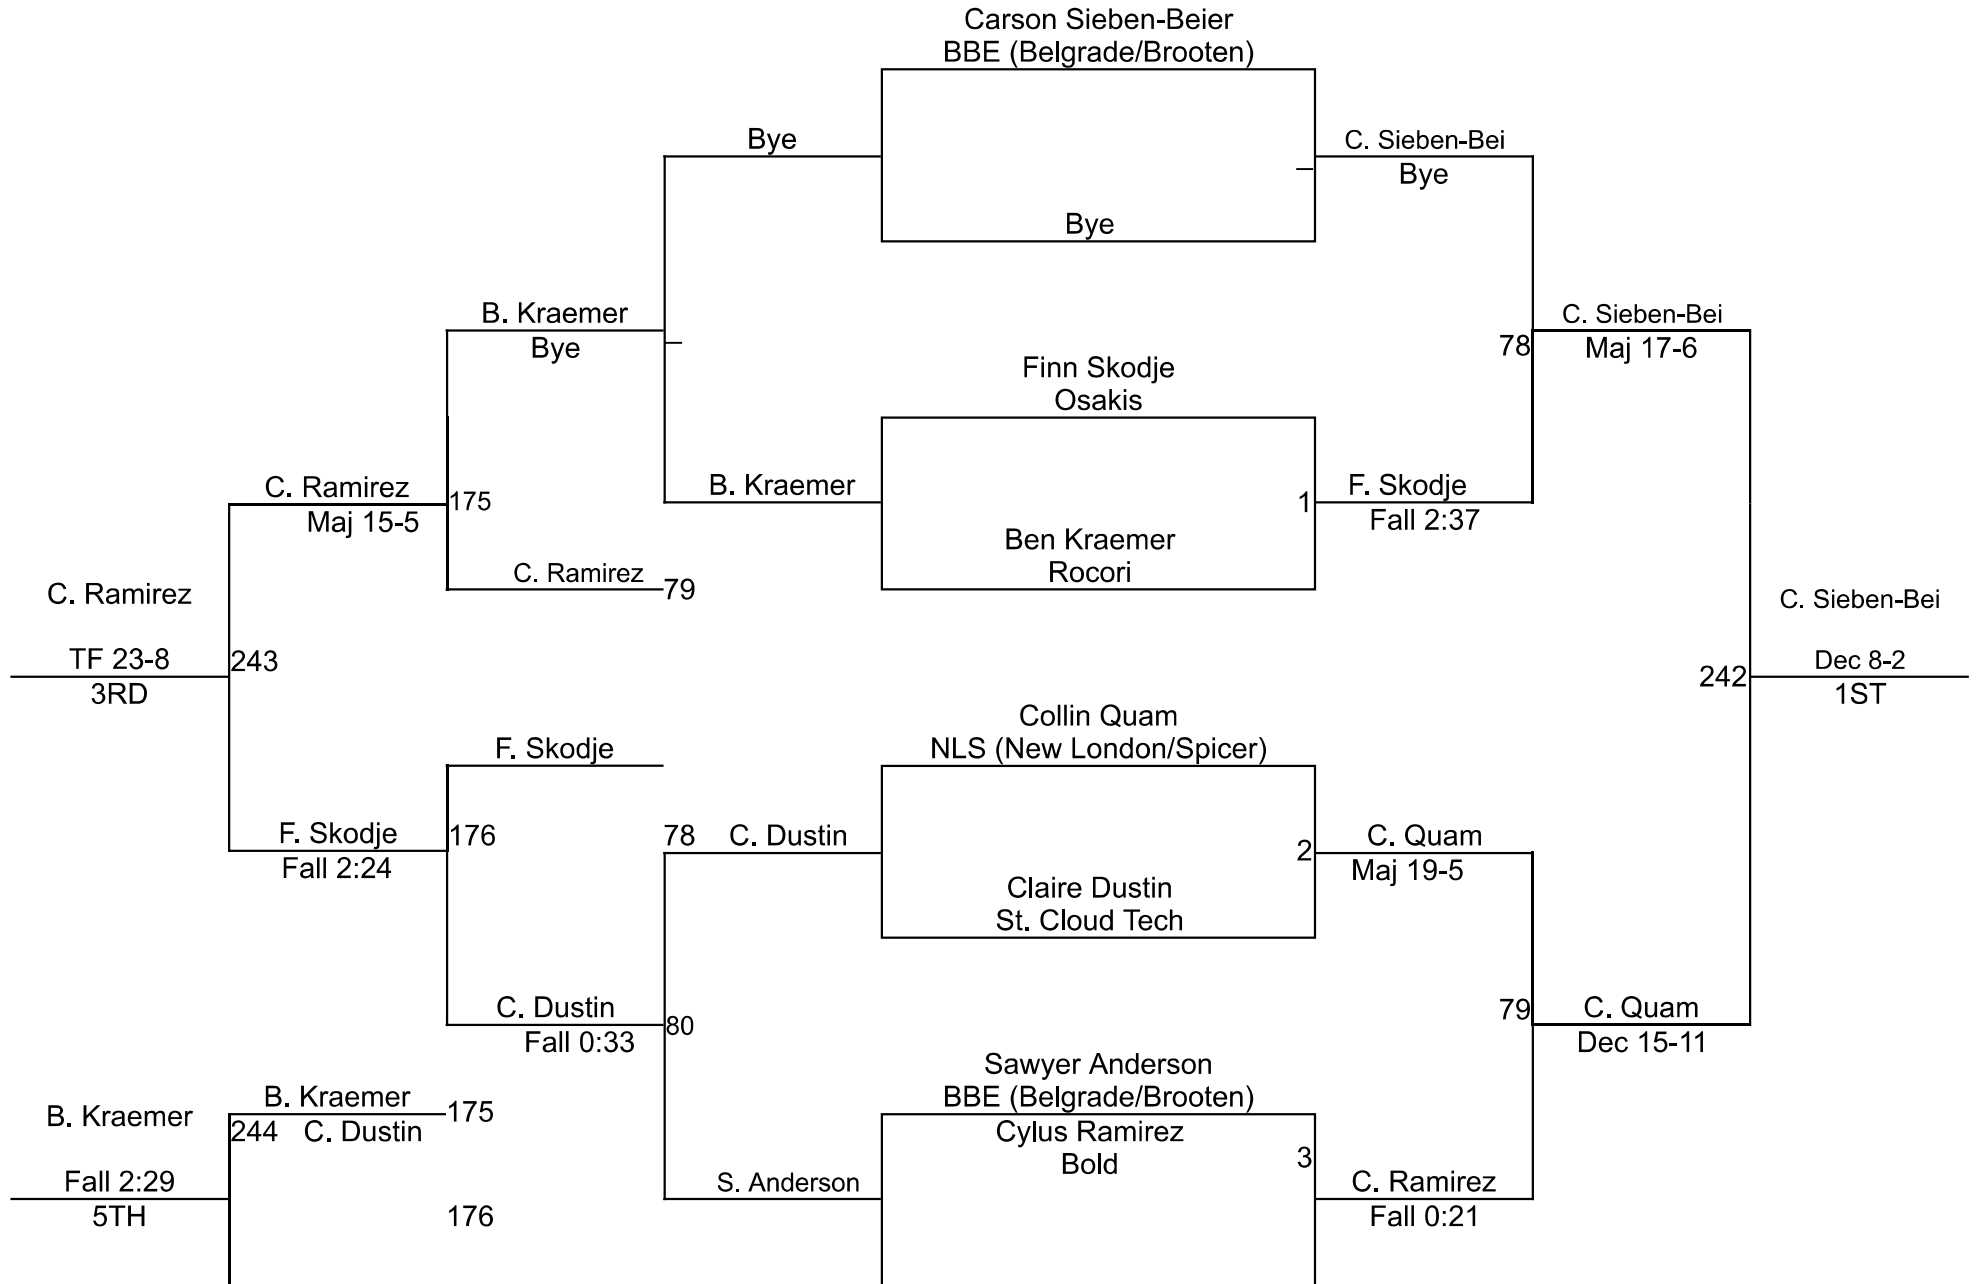 Carson Sieben-Beier
BBE (Belgrade/Brooten)
Bye
C. Sieben-Bei
Bye
Bye
B. Kraemer
Bye
C. Sieben-Bei
78
Maj 17-6
Finn Skodje
Osakis
C. Ramirez
175
Maj 15-5
B. Kraemer
1
F. Skodje
Fall 2:37
Ben Kraemer
Rocori
C. Ramirez
79
C. Ramirez
TF 23-8
243
3RD
C. Sieben-Bei
242
Dec 8-2
1ST
Collin Quam
NLS (New London/Spicer)
F. Skodje
F. Skodje
176
Fall 2:24
78
C. Dustin
2
C. Quam
Maj 19-5
Claire Dustin
St. Cloud Tech
C. Dustin
80
Fall 0:33
79
C. Quam
Dec 15-11
Sawyer Anderson
BBE (Belgrade/Brooten)
Cylus Ramirez
Bold
3
B. Kraemer
B. Kraemer
175
244
C. Dustin
Fall 2:29
5TH
176
S. Anderson
C. Ramirez
Fall 0:21